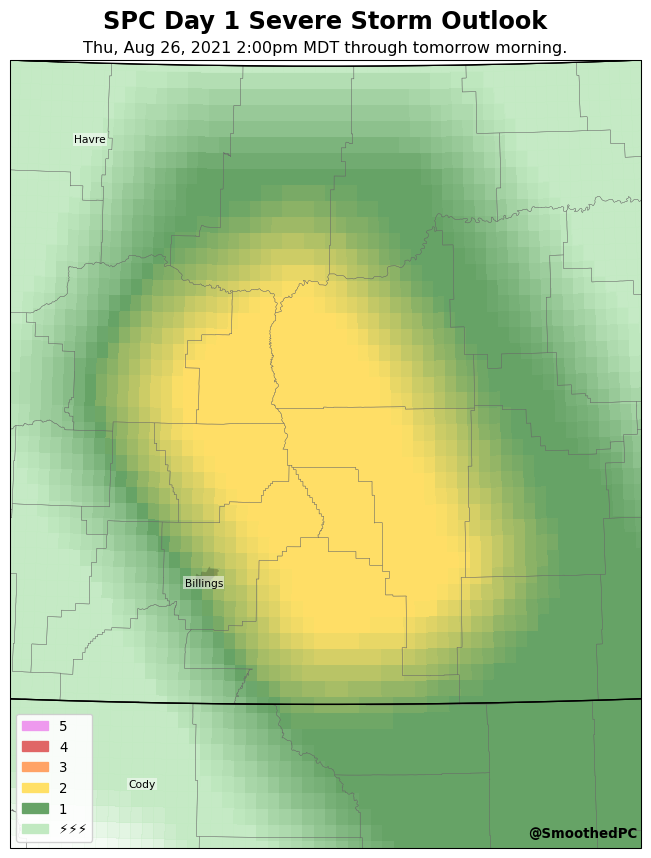 SPC Day 1 Severe Storm Outlook
Thu, Aug 26, 2021 2:00pm MDT through tomorrow morning.
Havre
Billings
Cody
5
4
3
2
1
⚡⚡⚡
@SmoothedPC